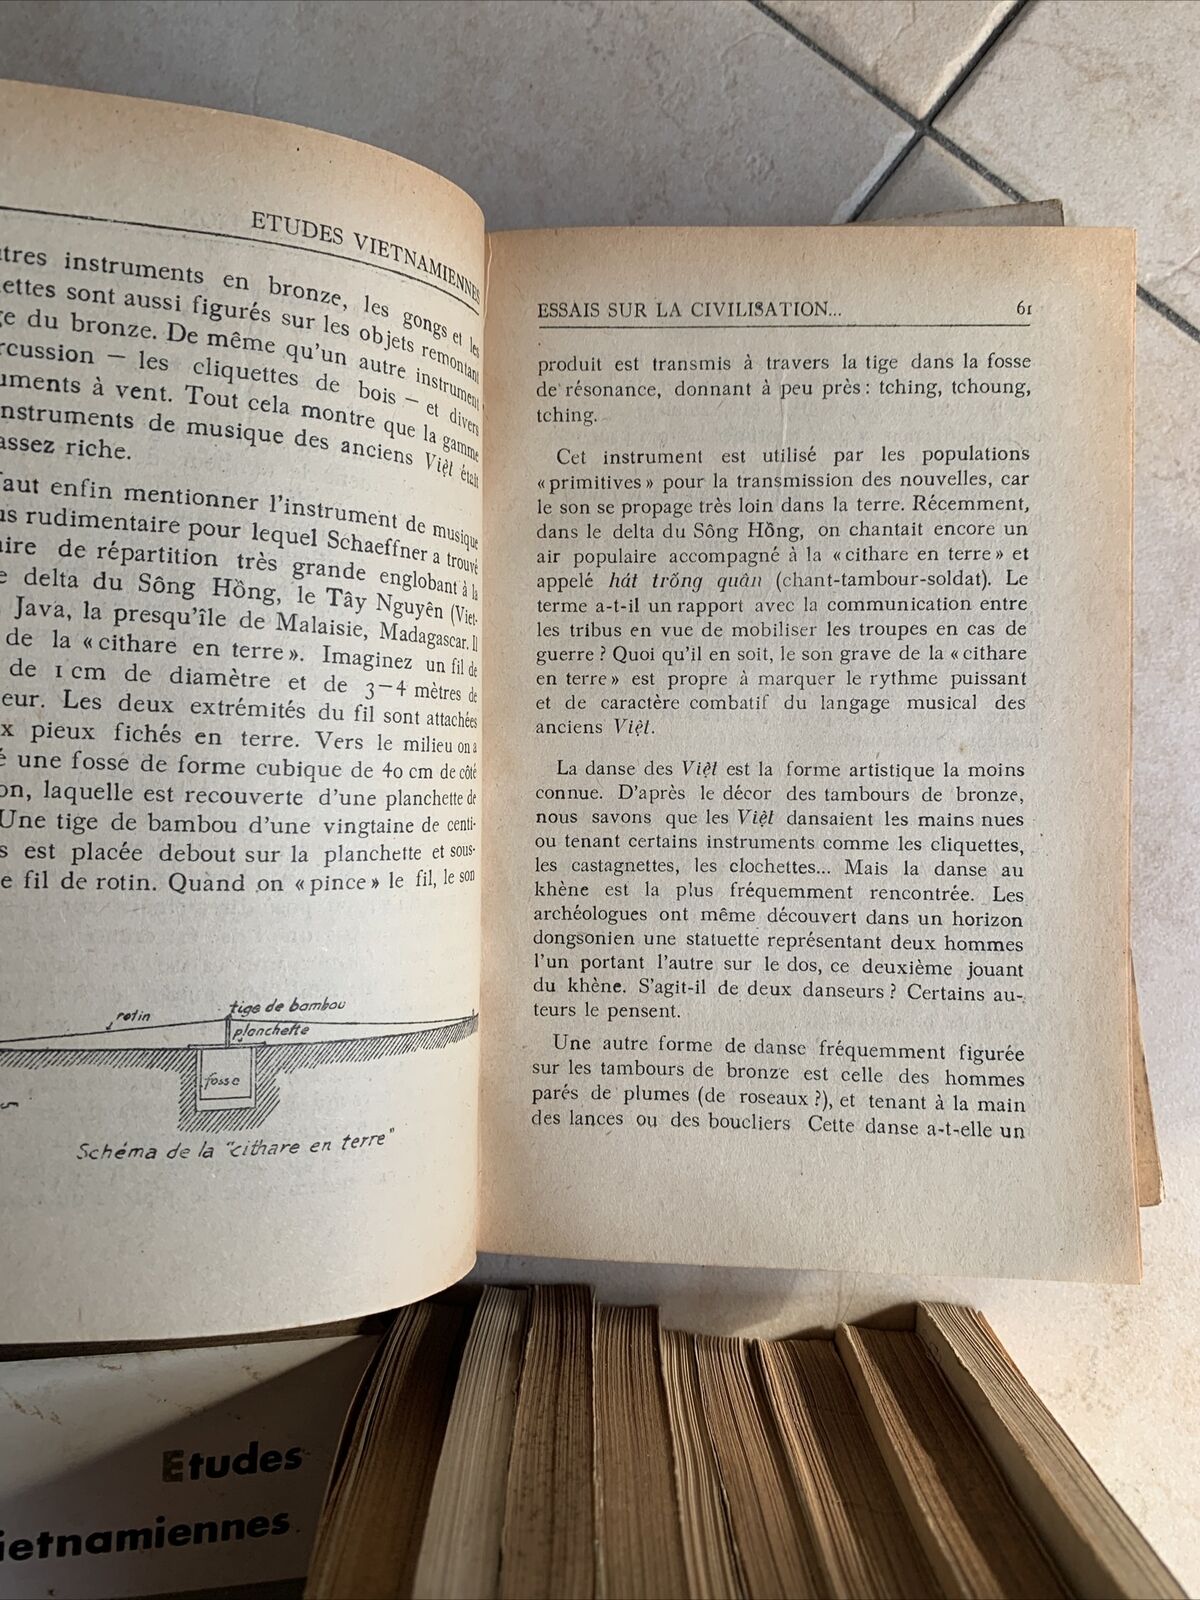 ETUDES VIETNAMIENNES
instruments en bronze, les gongs et les
sont aussi figurés sur les objets remontant
du bronze. De même qu'un autre instrument
— les cliquettes de bois — et divers
à vent. Tout cela montre que la gamme
instruments de musique des anciens Việt était
assez riche.
faut enfin mentionner l'instrument de musique
rudimentaire pour lequel Schaeffner a trouvé
de répartition très grande englobant à la
delta du Sông Hồng, le Tây Nguyên (Viet-
Java, la presqu'île de Malaisie, Madagascar. Il
de la « cithare en terre ». Imaginez un fil de
de 1 cm de diamètre et de 3—4 mètres de
Les deux extrémités du fil sont attachées
pieux fichés en terre. Vers le milieu on a
une fosse de forme cubique de 40 cm de côté
laquelle est recouverte d'une planchette de
Une tige de bambou d'une vingtaine de centi-
est placée debout sur la planchette et sous-
fil de rotin. Quand on « pince » le fil, le son
rotin
tige de bambou
planchette
fosse
Schéma de la "cithare en terre"
ESSAIS SUR LA CIVILISATION... 61
produit est transmis à travers la tige dans la fosse
de résonance, donnant à peu près : tching, tchoung,
tching.
Cet instrument est utilisé par les populations
« primitives » pour la transmission des nouvelles, car
le son se propage très loin dans la terre. Récemment,
dans le delta du Sông Hồng, on chantait encore un
air populaire accompagné à la « cithare en terre » et
appelé hát trống quân (chant-tambour-soldat). Le
terme a-t-il un rapport avec la communication entre
les tribus en vue de mobiliser les troupes en cas de
guerre ? Quoi qu'il en soit, le son grave de la « cithare
en terre » est propre à marquer le rythme puissant
et de caractère combatif du langage musical des
anciens Việt.
La danse des Việt est la forme artistique la moins
connue. D'après le décor des tambours de bronze,
nous savons que les Việt dansaient les mains nues
ou tenant certains instruments comme les cliquettes,
les castagnettes, les clochettes... Mais la danse au
khène est la plus fréquemment rencontrée. Les
archéologues ont même découvert dans un horizon
dongsonien une statuette représentant deux hommes
l'un portant l'autre sur le dos, ce deuxième jouant
du khène. S'agit-il de deux danseurs ? Certains au-
teurs le pensent.
Une autre forme de danse fréquemment figurée
sur les tambours de bronze est celle des hommes
parés de plumes (de roseaux ?), et tenant à la main
des lances ou des boucliers Cette danse a-t-elle un
Etudes
ietnamiennes